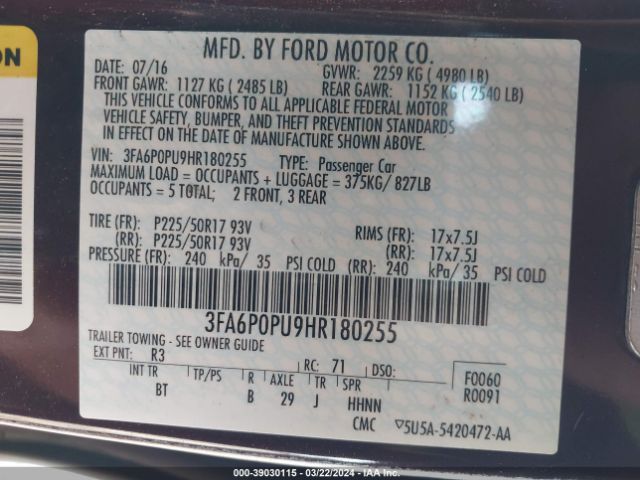 ON
MFD. BY FORD MOTOR CO.
DATE: 07/16 GVWR: 2259 KG ( 4980 LB)
FRONT GAWR: 1127 KG ( 2485 LB) REAR GAWR: 1152 KG ( 2540 LB)
THIS VEHICLE CONFORMS TO ALL APPLICABLE FEDERAL MOTOR
VEHICLE SAFETY, BUMPER, AND THEFT PREVENTION STANDARDS
IN EFFECT ON THE DATE OF MANUFACTURE SHOWN ABOVE.
VIN: 3FA6P0PU9HR180255 TYPE: Passenger Car
MAXIMUM LOAD = OCCUPANTS + LUGGAGE = 375KG/ 827LB
OCCUPANTS = 5 TOTAL; 2 FRONT, 3 REAR
TIRE (FR): P225/50R17 93V RIMS (FR): 17x7.5J
(RR): P225/50R17 93V (RR): 17x7.5J
PRESSURE (FR): 240 kPa/ 35 PSI COLD (RR): 240 kPa/ 35 PSI COLD
3FA6P0PU9HR180255
TRAILER TOWING - SEE OWNER GUIDE
EXT PNT: R3 RC: 71 DSO: F0060
INT TR TP/PS R AXLE TR SPR R0091
BT B 29 J HHNN
CMC ▽5U5A-5420472-AA
000-39030115 - 03/22/2024 - IAA Inc.